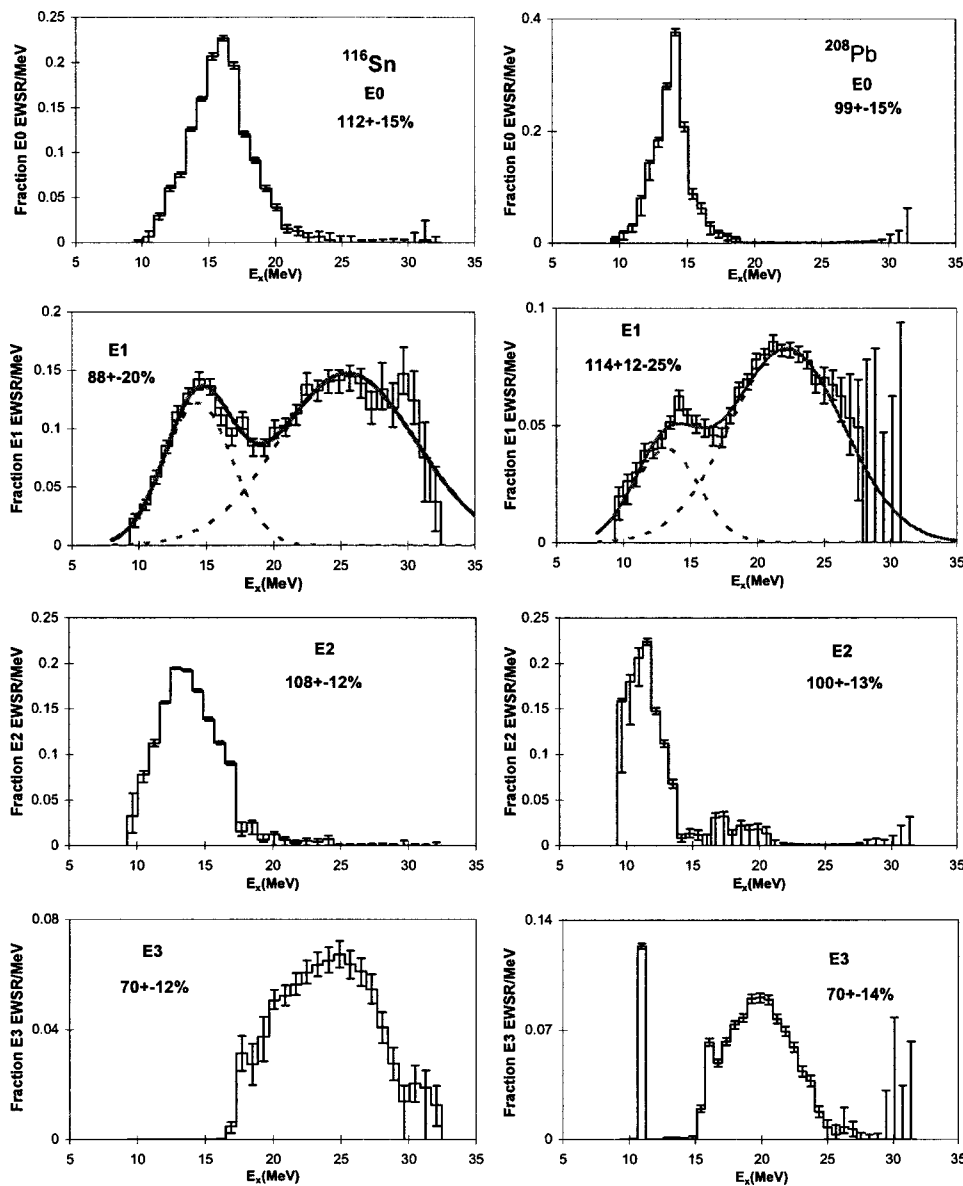 Fraction E0 EWSR/MeV
0.25
0.2
0.15
0.1
0.05
0
116Sn
E0
112+-15%
5 10 15 20 25 30 35
Ex(MeV)
Fraction E0 EWSR/MeV
0.4
0.2
0
208Pb
E0
99+-15%
5 10 15 20 25 30 35
Ex(MeV)
Fraction E1 EWSR/MeV
0.2
0.15
0.1
0.05
0
E1
88+-20%
5 10 15 20 25 30 35
Ex(MeV)
Fraction E1 EWSR/MeV
0.1
0.05
0
E1
114+12-25%
5 10 15 20 25 30 35
Ex(MeV)
Fraction E2 EWSR/MeV
0.25
0.2
0.15
0.1
0.05
0
E2
108+-12%
5 10 15 20 25 30 35
Ex(MeV)
Fraction E2 EWSR/MeV
0.25
0.2
0.15
0.1
0.05
0
E2
100+-13%
5 10 15 20 25 30 35
Ex(MeV)
Fraction E3 EWSR/MeV
0.08
0.04
0
E3
70+-12%
5 10 15 20 25 30 35
Ex(MeV)
Fraction E3 EWSR/MeV
0.14
0.07
0
E3
70+-14%
5 10 15 20 25 30 35
Ex(MeV)